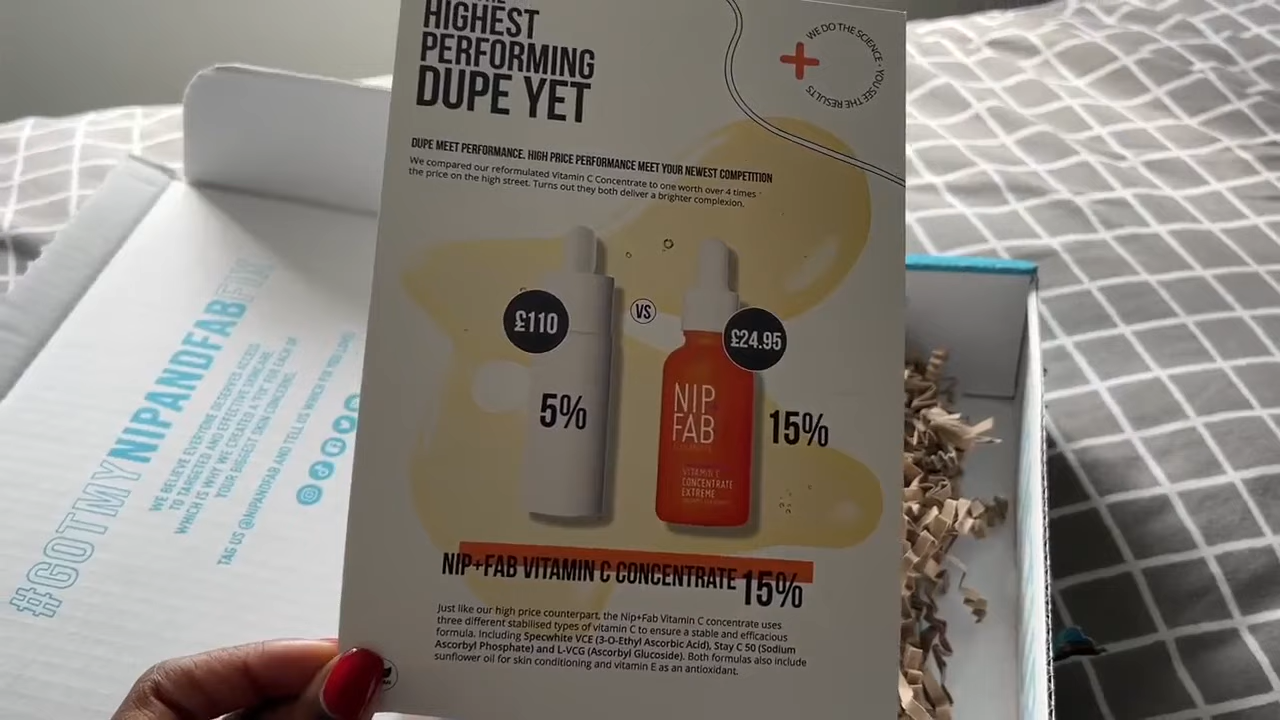 HIGHEST
PERFORMING
DUPE YET
WE DO THE SCIENCE • YOU SEE THE RESULTS
DUPE MEET PERFORMANCE. HIGH PRICE PERFORMANCE MEET YOUR NEWEST COMPETITION
We compared our reformulated Vitamin C Concentrate to one worth over 4 times
the price on the high street. Turns out they both deliver a brighter complexion.
£110
VS
£24.95
5%
NIP
FAB
VITAMIN C
CONCENTRATE
EXTREME
15%
NIP+FAB VITAMIN C CONCENTRATE 15%
Just like our high price counterpart, the Nip+Fab Vitamin C concentrate uses
three different stabilised types of vitamin C to ensure a stable and efficacious
formula. Including Specwhite VCE (3-O-Ethyl Ascorbic Acid), Stay C 50 (Sodium
Ascorbyl Phosphate) and L-VCG (Ascorbyl Glucoside). Both formulas also include
sunflower oil for skin conditioning and vitamin E as an antioxidant.
#GOTMYNIPANDFABFIX
WE BELIEVE EVERYONE DESERVES ACCESS
TO TARGETED AND EFFECTIVE SKINCARE,
WHICH IS WHY WE CREATED A "FIX" FOR EACH OF
YOUR BIGGEST SKIN CONCERNS.
TAG US @NIPANDFAB AND TELL US WHICH FIX YOU LOVE